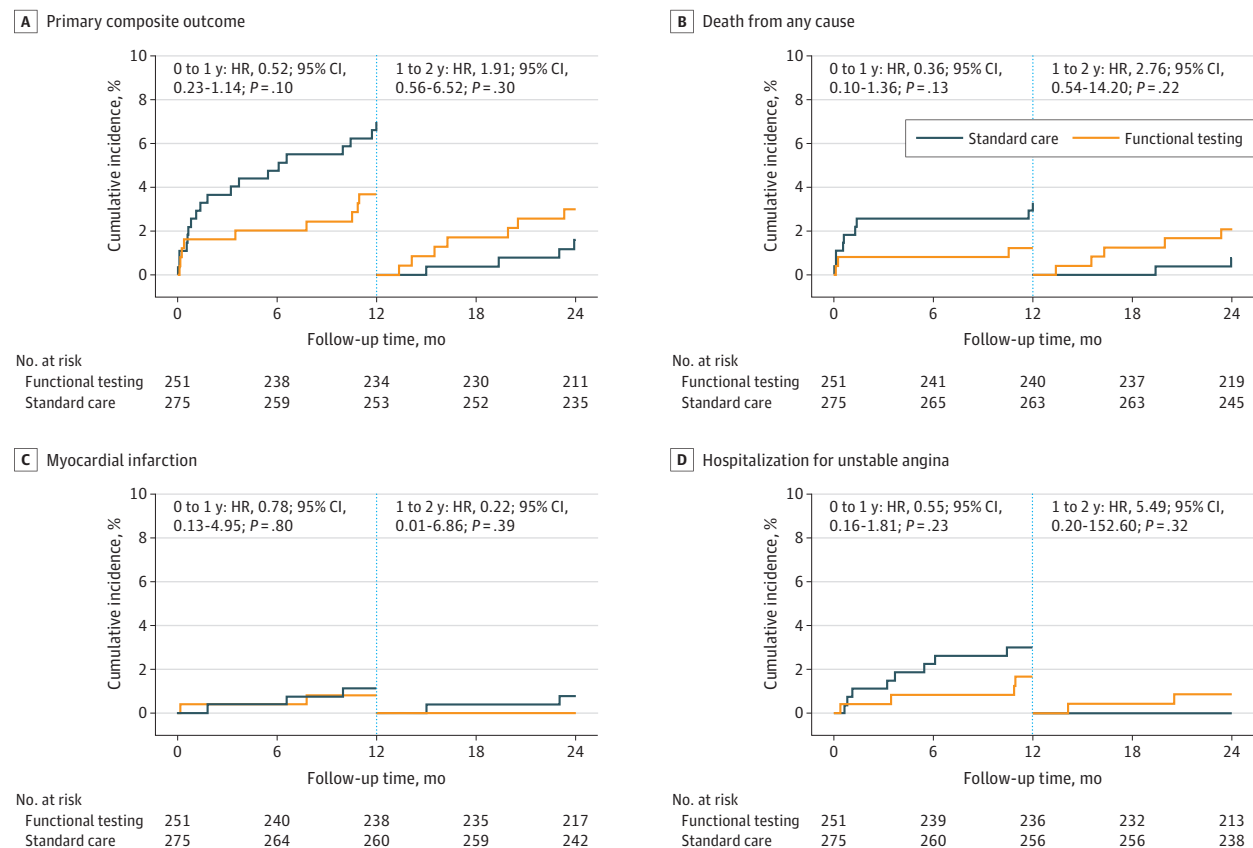 A Primary composite outcome
10
8
6
4
2
0
Cumulative incidence, %
0 to 1 y: HR, 0.52; 95% CI,
0.23-1.14; P = .10
1 to 2 y: HR, 1.91; 95% CI,
0.56-6.52; P = .30
0 6 12 18 24
Follow-up time, mo
No. at risk
Functional testing 251 238 234 230 211
Standard care 275 259 253 252 235
B Death from any cause
10
8
6
4
2
0
Cumulative incidence, %
0 to 1 y: HR, 0.36; 95% CI,
0.10-1.36; P = .13
1 to 2 y: HR, 2.76; 95% CI,
0.54-14.20; P = .22
Standard care Functional testing
0 6 12 18 24
Follow-up time, mo
No. at risk
Functional testing 251 241 240 237 219
Standard care 275 265 263 263 245
C Myocardial infarction
10
8
6
4
2
0
Cumulative incidence, %
0 to 1 y: HR, 0.78; 95% CI,
0.13-4.95; P = .80
1 to 2 y: HR, 0.22; 95% CI,
0.01-6.86; P = .39
0 6 12 18 24
Follow-up time, mo
No. at risk
Functional testing 251 240 238 235 217
Standard care 275 264 260 259 242
D Hospitalization for unstable angina
10
8
6
4
2
0
Cumulative incidence, %
0 to 1 y: HR, 0.55; 95% CI,
0.16-1.81; P = .23
1 to 2 y: HR, 5.49; 95% CI,
0.20-152.60; P = .32
0 6 12 18 24
Follow-up time, mo
No. at risk
Functional testing 251 239 236 232 213
Standard care 275 260 256 256 238